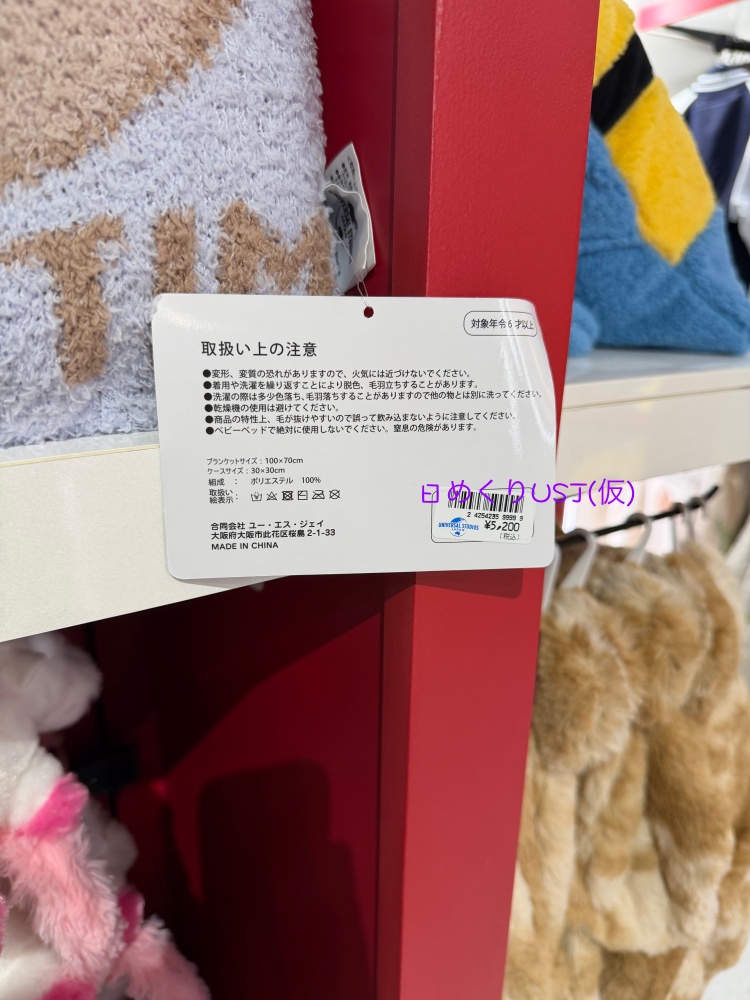 TIM
対象年令6才以上
取扱い上の注意
●変形、変質の恐れがありますので、火気には近づけないでください。
●着用や洗濯を繰り返すことにより脱色、毛羽立ちすることがあります。
●洗濯の際は多少色落ち、毛羽落ちすることがありますので他の物とは別に洗ってください。
●乾燥機の使用は避けてください。
●商品の特性上、毛が抜けやすいので誤って飲み込まないように注意してください。
●ベビーベッドで絶対に使用しないでください。窒息の危険があります。
ブランケットサイズ：100×70cm
ケースサイズ：30×30cm
組成　：　ポリエステル　100%
取扱い
絵表示：
日めくりUSJ(仮)
2 4254235 9999 9
UNIVERSAL STUDIOS JAPAN
¥5,200
(税込)
合同会社 ユー・エス・ジェイ
大阪府大阪市此花区桜島 2-1-33
MADE IN CHINA